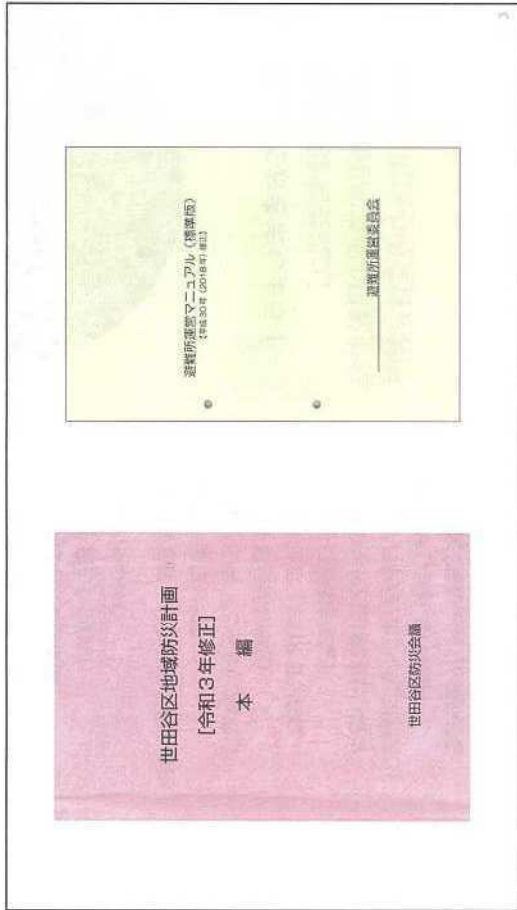 世田谷区地域防災計画
[令和3年修正]
本 編
世田谷区防災会議
避難所運営マニュアル（標準版）
【平成30年（2018年）修正】
避難所運営委員会